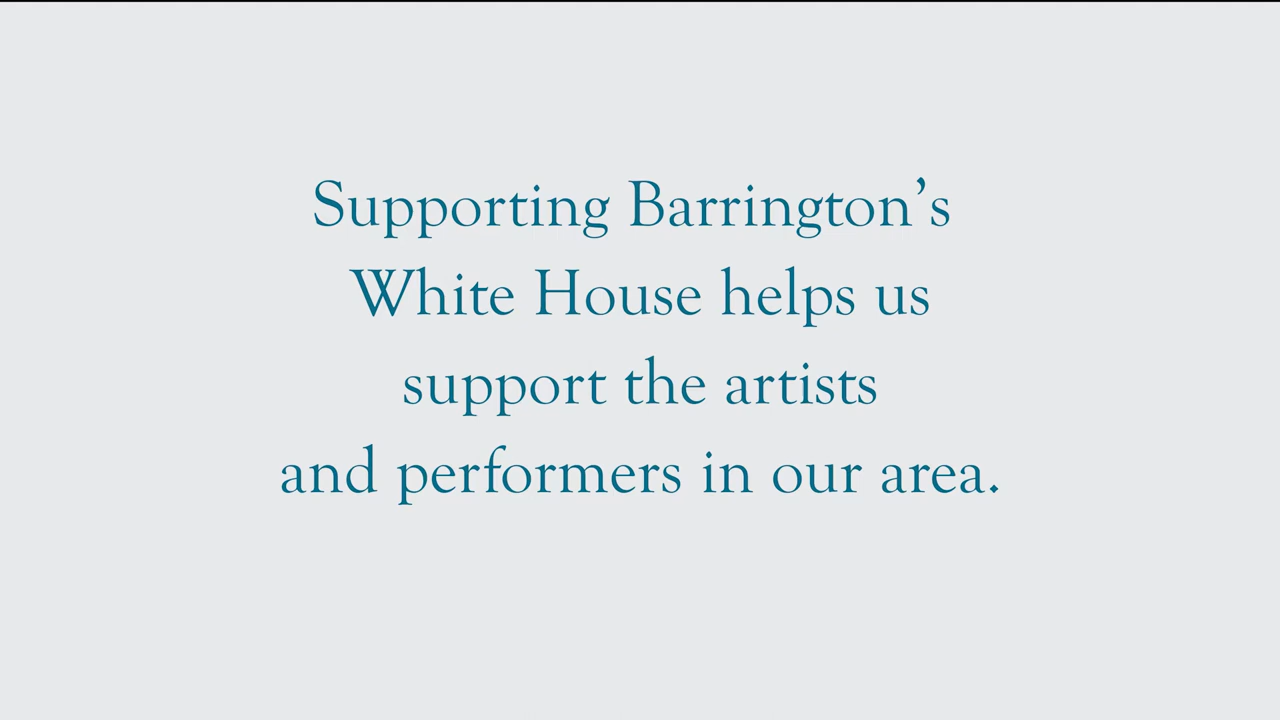 Supporting Barrington’s
White House helps us
support the artists
and performers in our area.